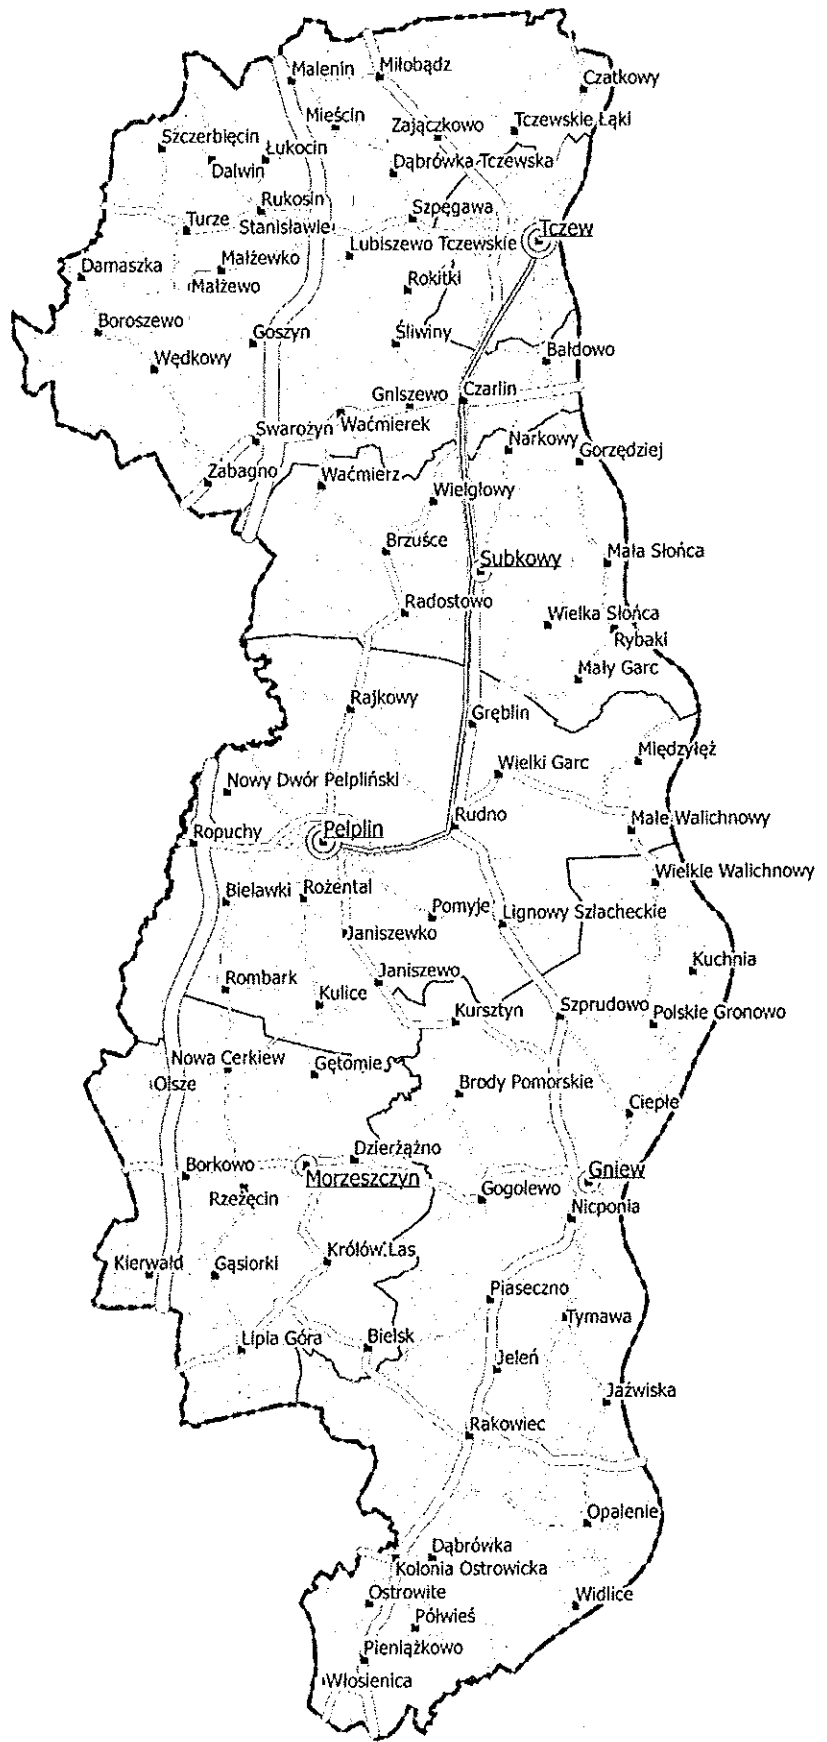 Malenin
Miłobądz
Czatkowy
Mieścin
Zajączkowo
Tczewskie Łąki
Szczerbięcin
Łukocin
Dalwin
Dąbrówka Tczewska
Rukosin
Szpęgawa
Turze
Stanisławie
Tczew
Lubiszewo Tczewskie
Małżewko
Damaszka
Rokitki
Małżewo
Boroszewo
Goszyn
Śliwiny
Wędkowy
Bałdowo
Gniszewo
Czarlin
Swarożyn
Waćmierek
Narkowy
Gorzędziej
Zabagno
Waćmierz
Wielgłowy
Brzuśce
Subkowy
Mała Słońca
Radostowo
Wielka Słońca
Rybaki
Mały Garc
Rajkowy
Gręblin
Międzyłęż
Wielki Garc
Nowy Dwór Pelpliński
Rudno
Małe Walichnowy
Ropuchy
Pelplin
Wielkie Walichnowy
Bielawki
Rożental
Pomyje
Lignowy Szlacheckie
Janiszewko
Kuchnia
Rombark
Janiszewo
Kulice
Kursztyn
Szprudowo
Polskie Gronowo
Nowa Cerkiew
Gętomie
Olsze
Brody Pomorskie
Ciepłe
Dzierżążno
Borkowo
Morzeszczyn
Gniew
Rzeżęcin
Gogolewo
Nicponia
Kierwałd
Gąsiorki
Królów Las
Piaseczno
Tymawa
Lipia Góra
Bielsk
Jeleń
Jaźwiska
Rakowiec
Opalenie
Dąbrówka
Kolonia Ostrowicka
Ostrowite
Widlice
Półwieś
Pieniążkowo
Włosienica